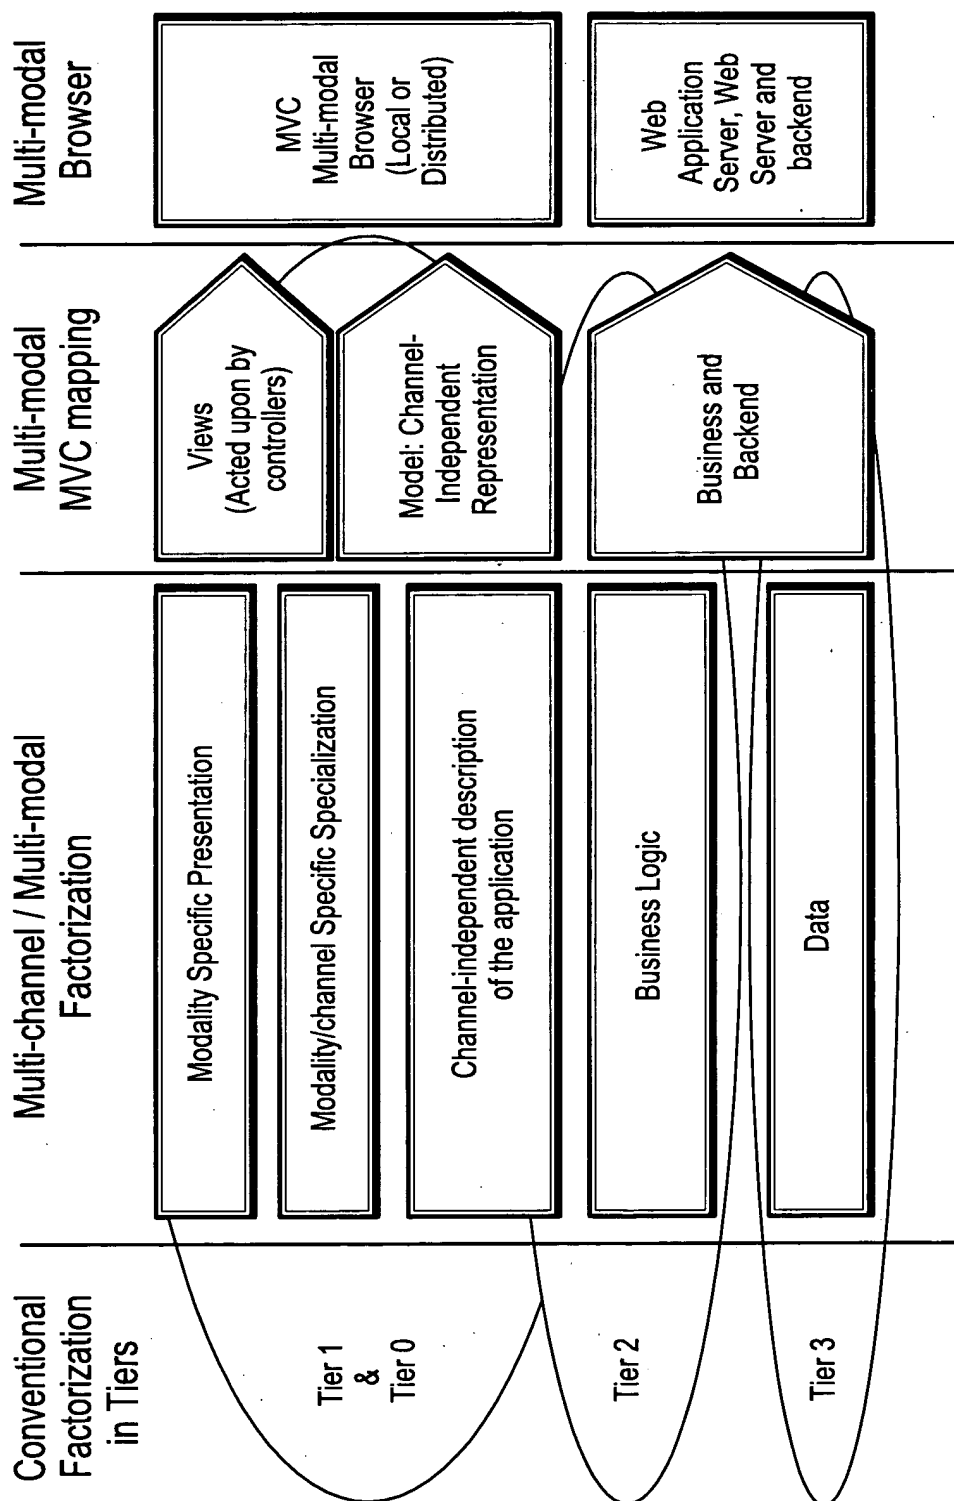 Conventional
Factorization
in Tiers
Multi-channel / Multi-modal
Factorization
Multi-modal
MVC mapping
Multi-modal
Browser
Tier 1
&
Tier 0
Modality Specific Presentation
Modality/channel Specific Specialization
Channel-independent description
of the application
Views
(Acted upon by
controllers)
Model: Channel-
Independent
Representation
MVC
Multi-modal
Browser
(Local or
Distributed)
Tier 2
Business Logic
Business and
Backend
Web
Application
Server, Web
Server and
backend
Tier 3
Data